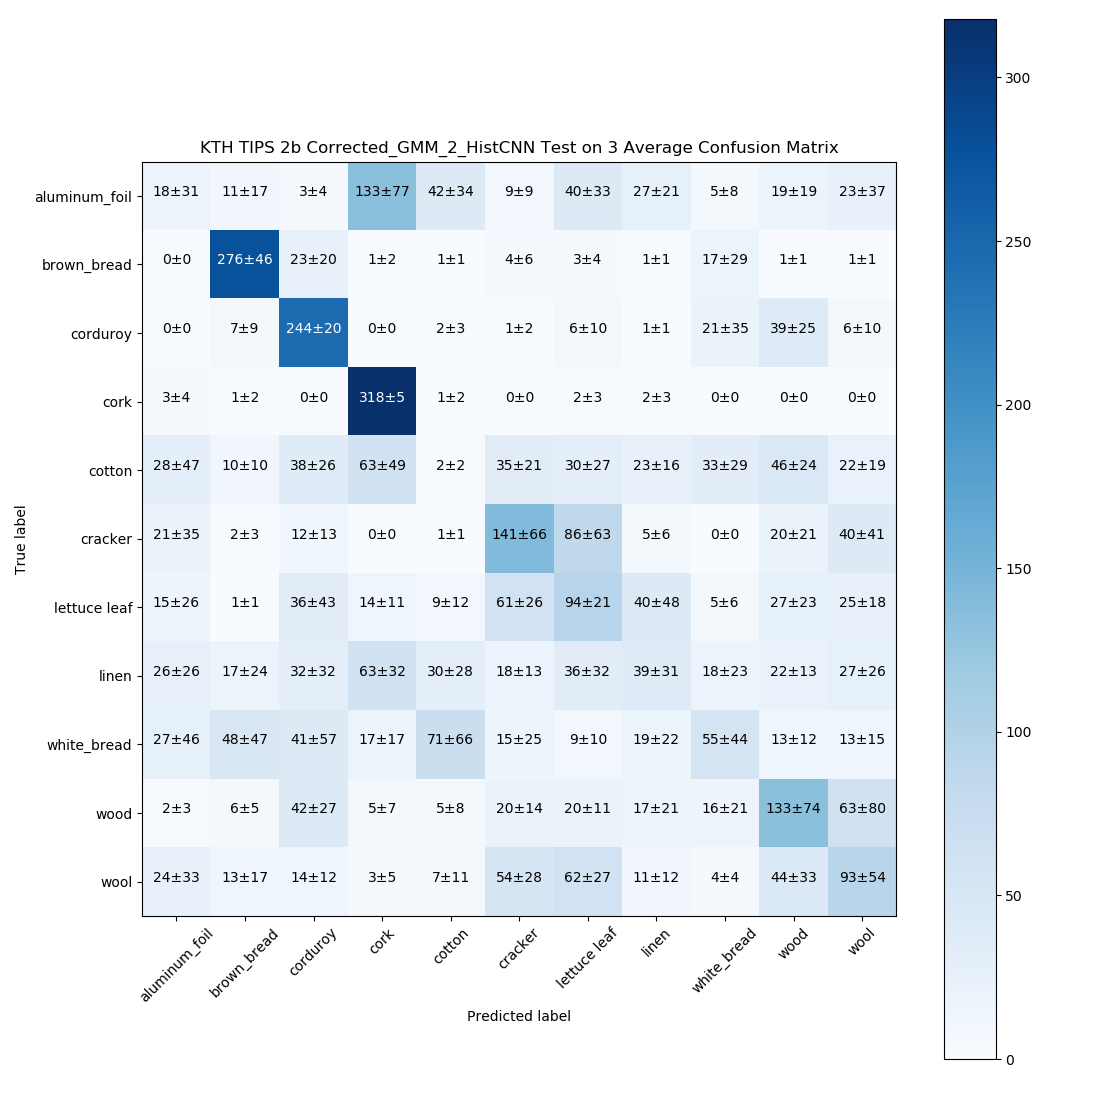 KTH TIPS 2b Corrected_GMM_2_HistCNN Test on 3 Average Confusion Matrix
aluminum_foil 18±31 11±17 3±4 133±77 42±34 9±9 40±33 27±21 5±8 19±19 23±37
brown_bread 0±0 276±46 23±20 1±2 1±1 4±6 3±4 1±1 17±29 1±1 1±1
corduroy 0±0 7±9 244±20 0±0 2±3 1±2 6±10 1±1 21±35 39±25 6±10
cork 3±4 1±2 0±0 318±5 1±2 0±0 2±3 2±3 0±0 0±0 0±0
cotton 28±47 10±10 38±26 63±49 2±2 35±21 30±27 23±16 33±29 46±24 22±19
cracker 21±35 2±3 12±13 0±0 1±1 141±66 86±63 5±6 0±0 20±21 40±41
lettuce leaf 15±26 1±1 36±43 14±11 9±12 61±26 94±21 40±48 5±6 27±23 25±18
linen 26±26 17±24 32±32 63±32 30±28 18±13 36±32 39±31 18±23 22±13 27±26
white_bread 27±46 48±47 41±57 17±17 71±66 15±25 9±10 19±22 55±44 13±12 13±15
wood 2±3 6±5 42±27 5±7 5±8 20±14 20±11 17±21 16±21 133±74 63±80
wool 24±33 13±17 14±12 3±5 7±11 54±28 62±27 11±12 4±4 44±33 93±54
aluminum_foil brown_bread corduroy cork cotton cracker lettuce leaf linen white_bread wood wool
Predicted label
True label
300
250
200
150
100
50
0